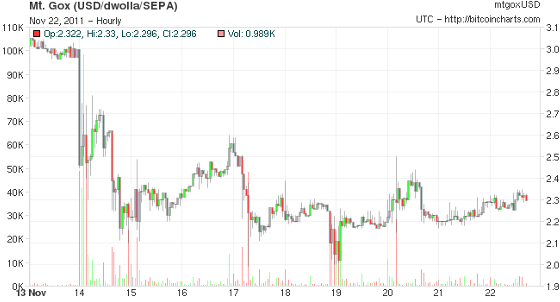 Mt. Gox (USD/dwolla/SEPA)
mtgoxUSD
Nov 22, 2011 – Hourly
UTC – http://bitcoincharts.com
Op:2.322, Hi:2.33, Lo:2.296, Cl:2.296
Vol: 0.989K
110K
100K
90K
80K
70K
60K
50K
40K
30K
20K
10K
0K
3.1
3.0
2.9
2.8
2.7
2.6
2.5
2.4
2.3
2.2
2.1
2.0
1.9
13 Nov
14
15
16
17
18
19
20
21
22